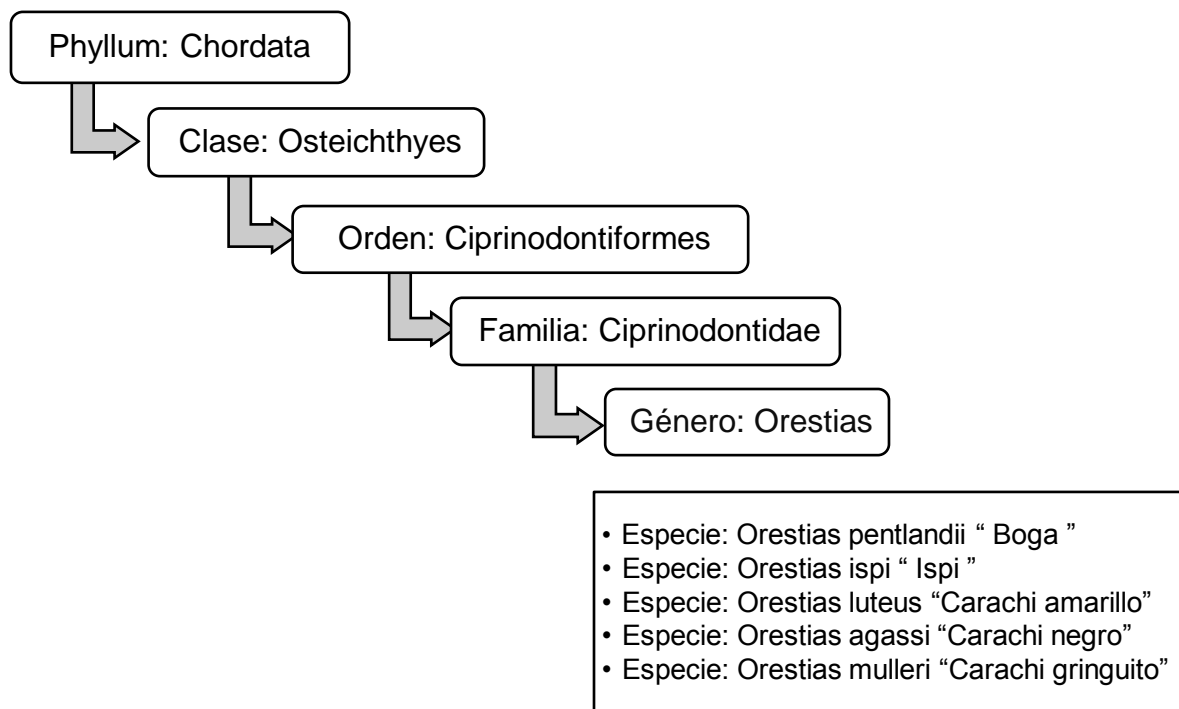 Phyllum: Chordata
Clase: Osteichthyes
Orden: Ciprinodontiformes
Familia: Ciprinodontidae
Género: Orestias
• Especie: Orestias pentlandii “ Boga ”
• Especie: Orestias ispi “ Ispi ”
• Especie: Orestias luteus “Carachi amarillo”
• Especie: Orestias agassi “Carachi negro”
• Especie: Orestias mulleri “Carachi gringuito”